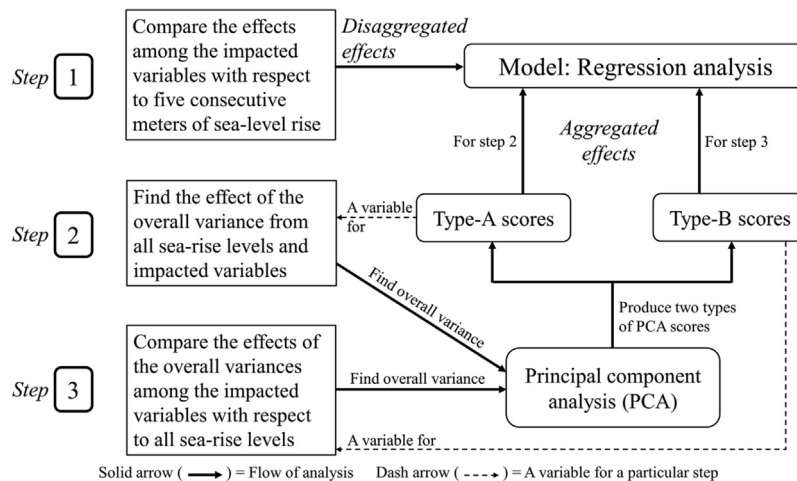 Step 1
Compare the effects
among the impacted
variables with respect
to five consecutive
meters of sea-level rise
Disaggregated
effects
Model: Regression analysis
For step 2
Aggregated
effects
For step 3
Step 2
Find the effect of the
overall variance from
all sea-rise levels and
impacted variables
A variable
for
Type-A scores
Type-B scores
Find overall variance
Produce two types
of PCA scores
Step 3
Compare the effects of
the overall variances
among the impacted
variables with respect
to all sea-rise levels
Find overall variance
Principal component
analysis (PCA)
A variable for
Solid arrow ( ) = Flow of analysis Dash arrow ( ) = A variable for a particular step